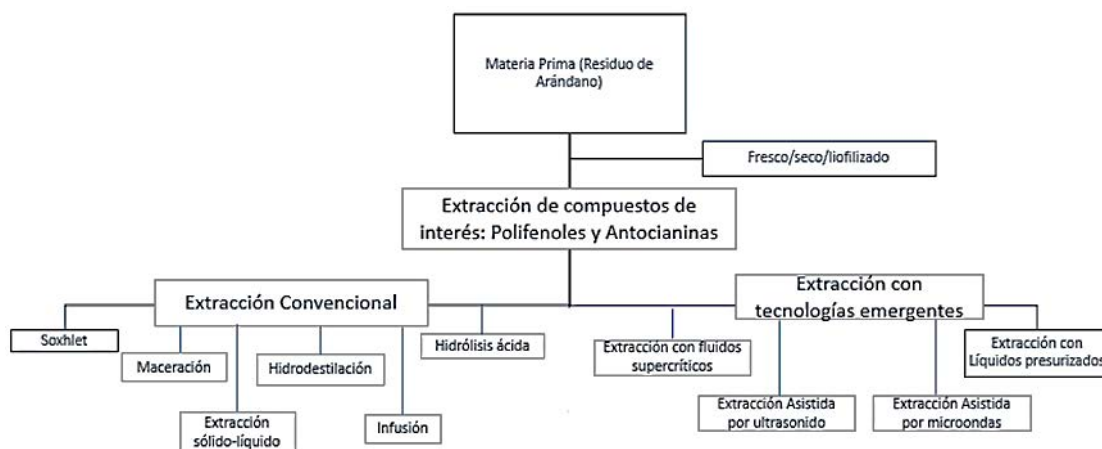 Materia Prima (Residuo de
Arándano)
Fresco/seco/liofilizado
Extracción de compuestos de
interés: Polifenoles y Antocianinas
Extracción Convencional
Extracción con
tecnologías emergentes
Soxhlet
Maceración
Extracción
sólido-líquido
Hidrodestilación
Infusión
Hidrólisis ácida
Extracción con fluidos
supercríticos
Extracción Asistida
por ultrasonido
Extracción Asistida
por microondas
Extracción con
Líquidos presurizados